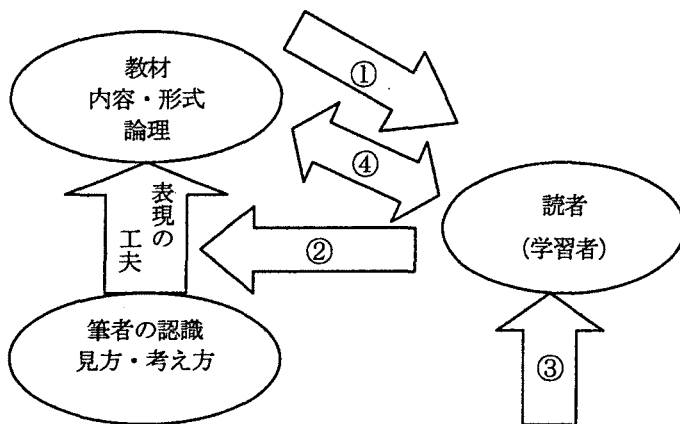 教材
内容・形式
論理
①
④
表現の
工夫
②
読者
(学習者)
筆者の認識
見方・考え方
③